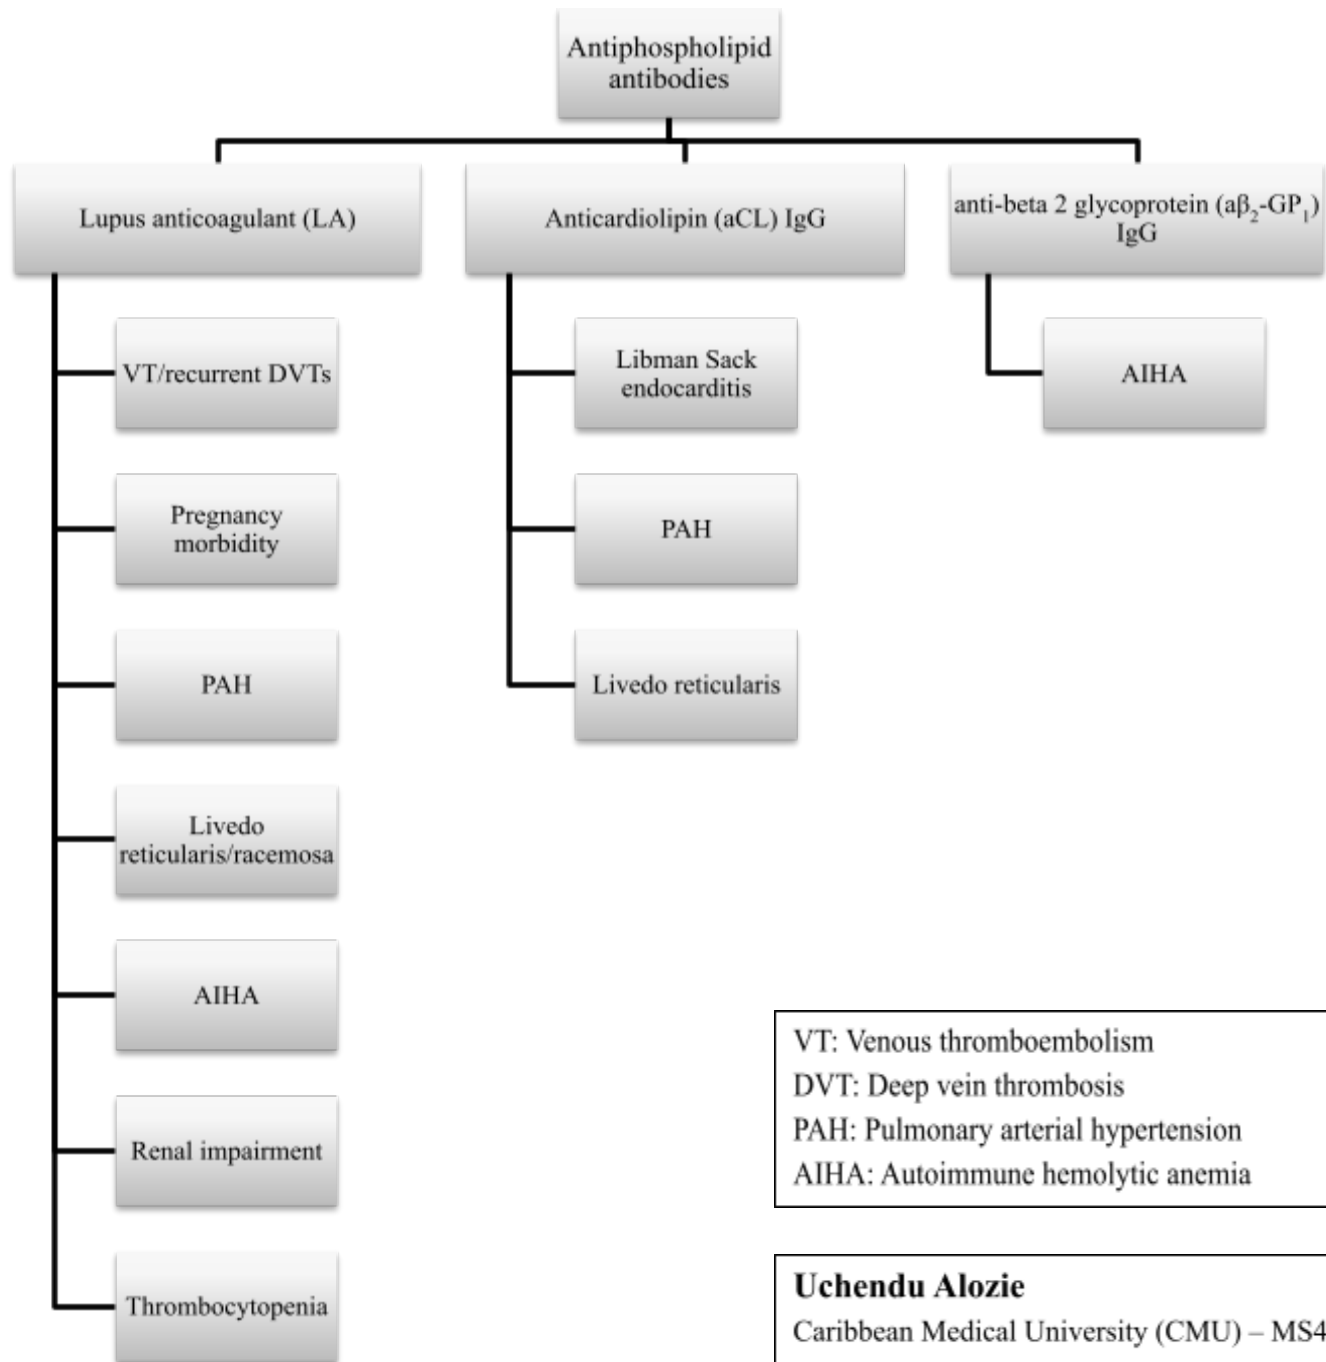 Antiphospholipid
antibodies
Lupus anticoagulant (LA)
Anticardiolipin (aCL) IgG
anti-beta 2 glycoprotein (aβ₂-GP₁)
IgG
VT/recurrent DVTs
Pregnancy
morbidity
PAH
Livedo
reticularis/racemosa
AIHA
Renal impairment
Thrombocytopenia
Libman Sack
endocarditis
PAH
Livedo reticularis
AIHA
VT: Venous thromboembolism
DVT: Deep vein thrombosis
PAH: Pulmonary arterial hypertension
AIHA: Autoimmune hemolytic anemia
Uchendu Alozie
Caribbean Medical University (CMU) – MS4